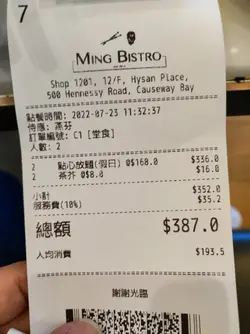 7
MING BISTRO
Shop 1201, 12/F, Hysan Place,
500 Hennessy Road, Causeway Bay
點餐時間: 2022-07-23 11:32:37
侍應: 燕芬
訂單編號: C1 [堂食]
人數: 2
2 點心放題(假日) @$168.0 $336.0
2 茶芥 @$8.0 $16.0
小計 $352.0
服務費(10%) $35.2
總額 $387.0
人均消費 $193.5
謝謝光臨